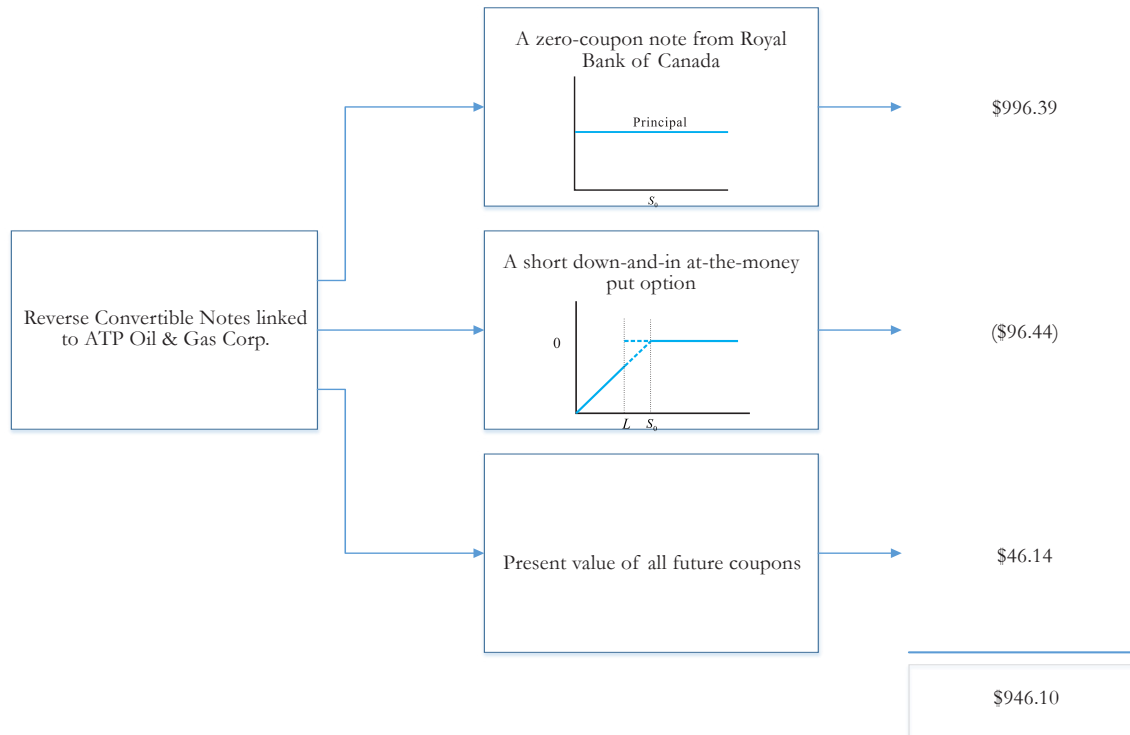 A zero-coupon note from Royal
Bank of Canada
Principal
S₀
$996.39
Reverse Convertible Notes linked
to ATP Oil & Gas Corp.
A short down-and-in at-the-money
put option
0
L S₀
($96.44)
Present value of all future coupons
$46.14
$946.10